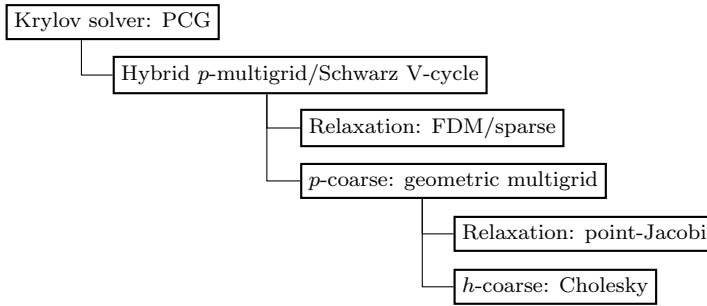 Krylov solver: PCG
Hybrid p-multigrid/Schwarz V-cycle
Relaxation: FDM/sparse
p-coarse: geometric multigrid
Relaxation: point-Jacobi
h-coarse: Cholesky